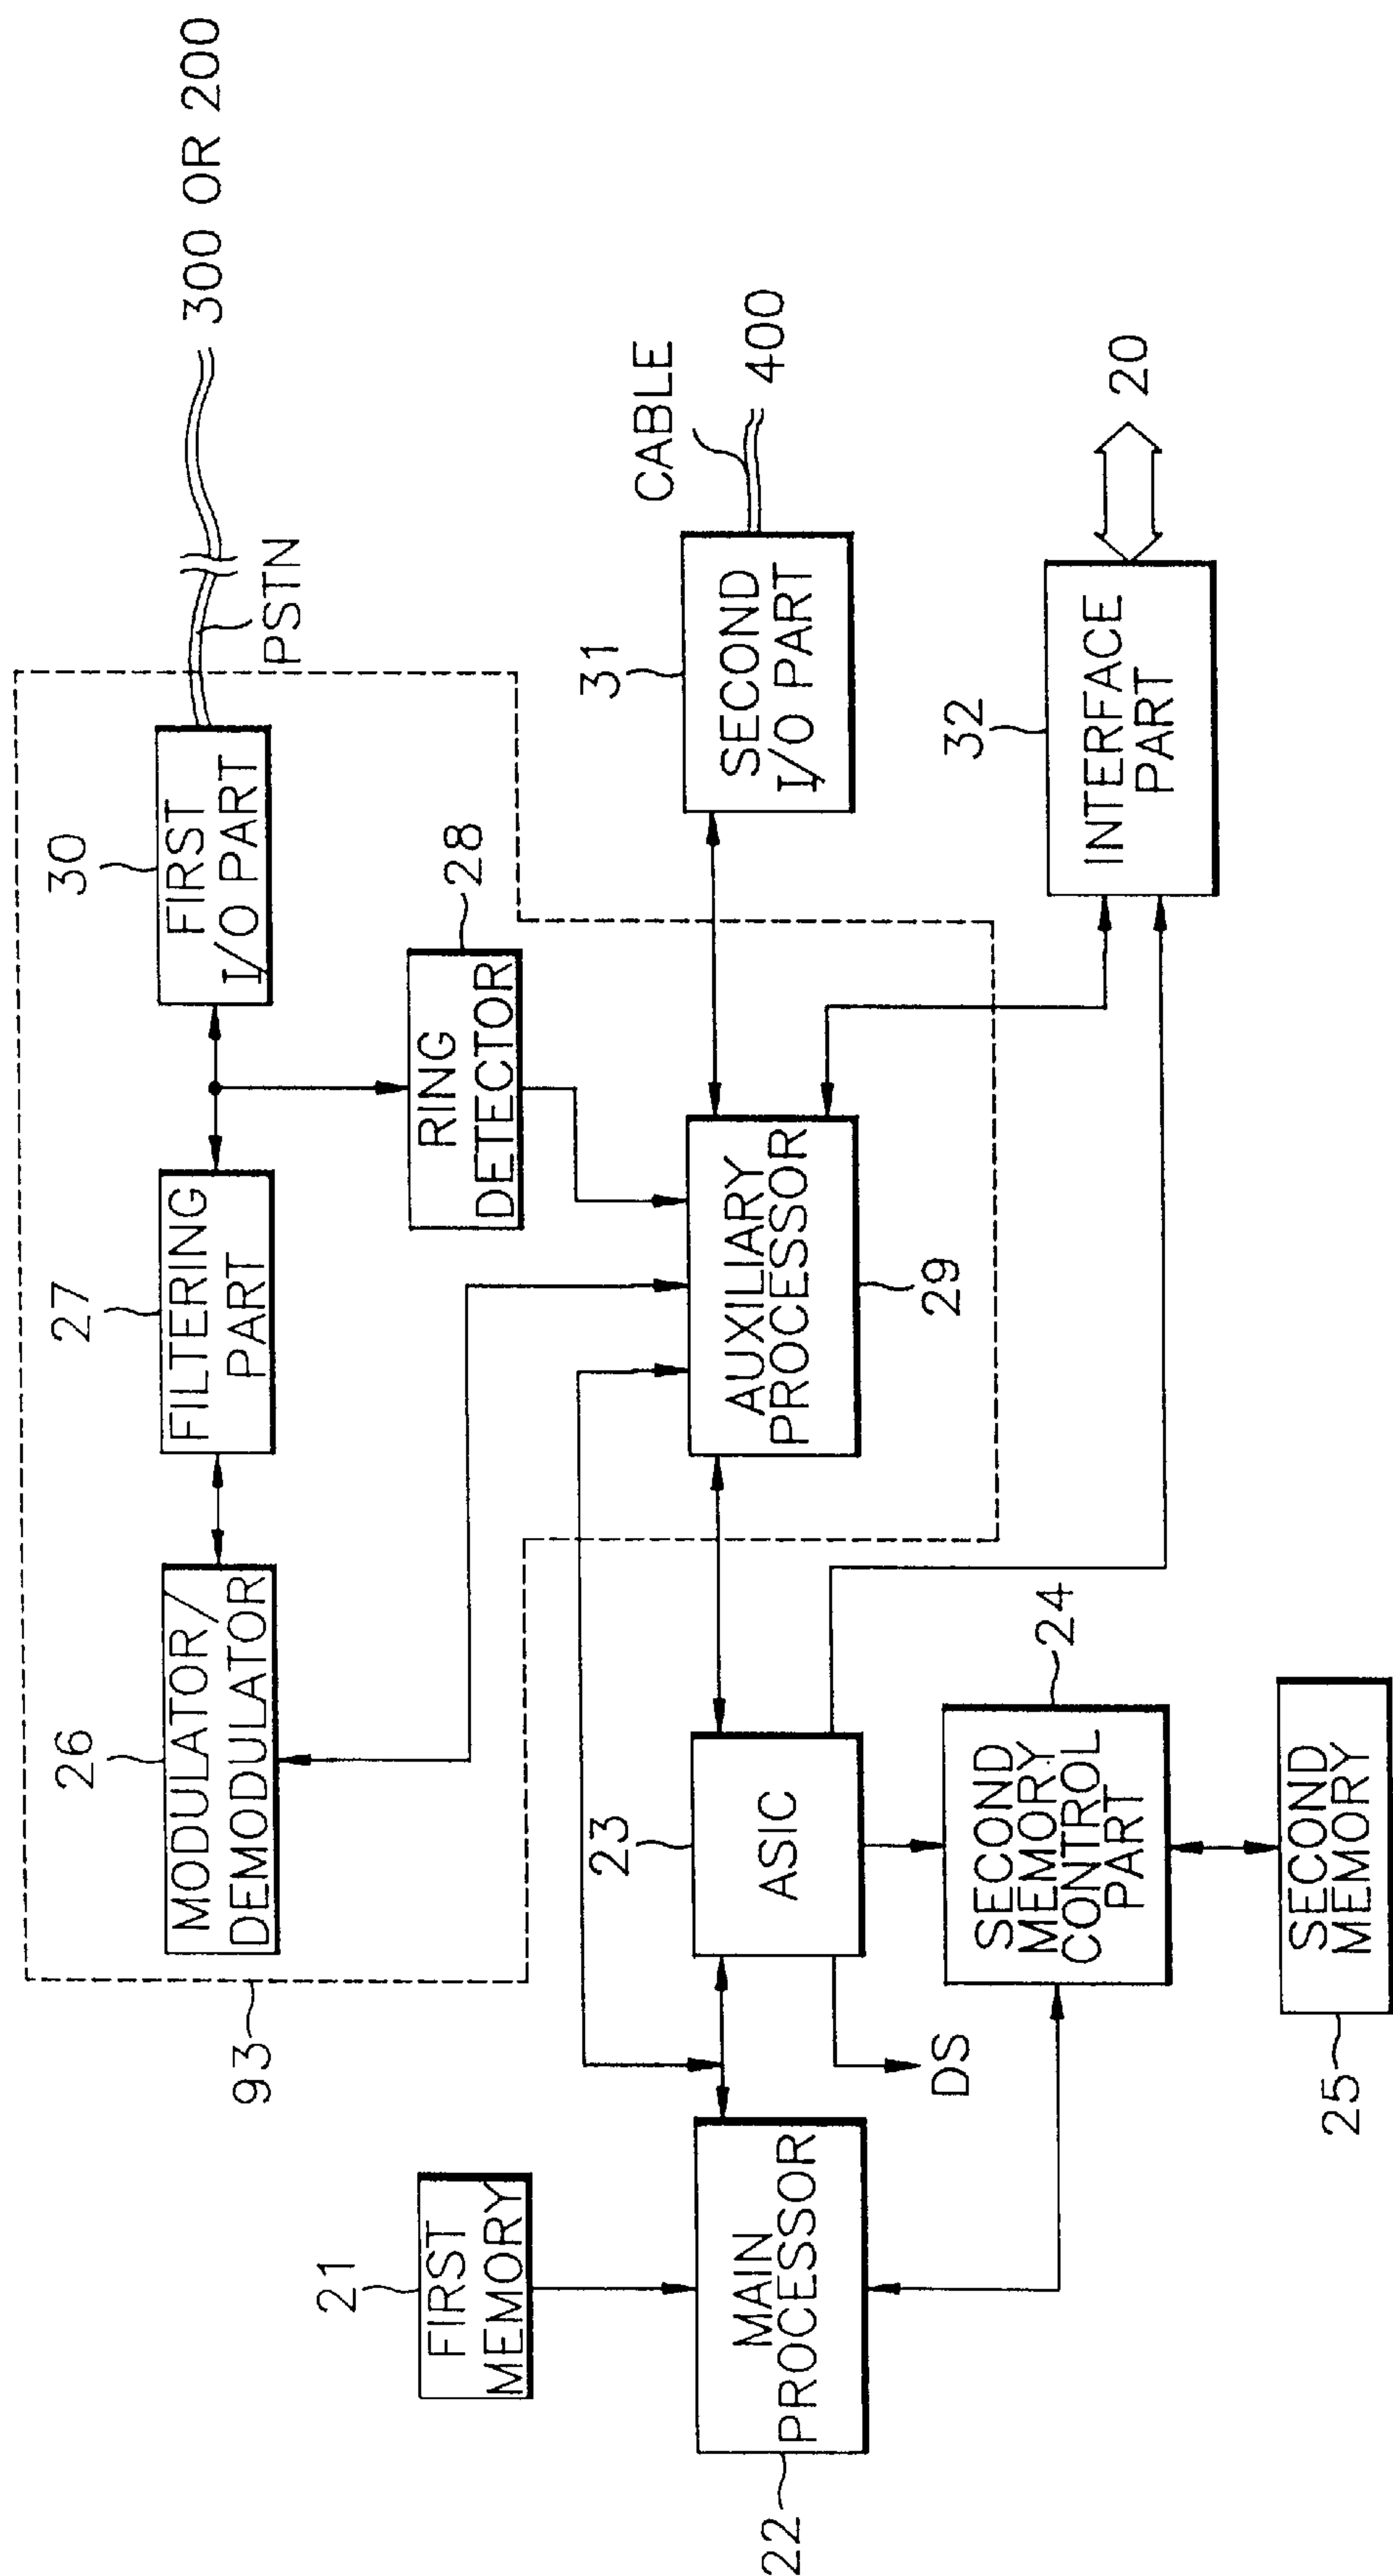 300 OR 200
PSTN
30
FIRST
I/O PART
27
FILTERING
PART
26
MODULATOR/
DEMODULATOR
93
28
RING
DETECTOR
CABLE
400
31
SECOND
I/O PART
AUXILIARY
PROCESSOR
29
23
ASIC
DS
21
FIRST
MEMORY
MAIN
PROCESSOR
22
20
32
INTERFACE
PART
24
SECOND
MEMORY
CONTROL
PART
SECOND
MEMORY
25